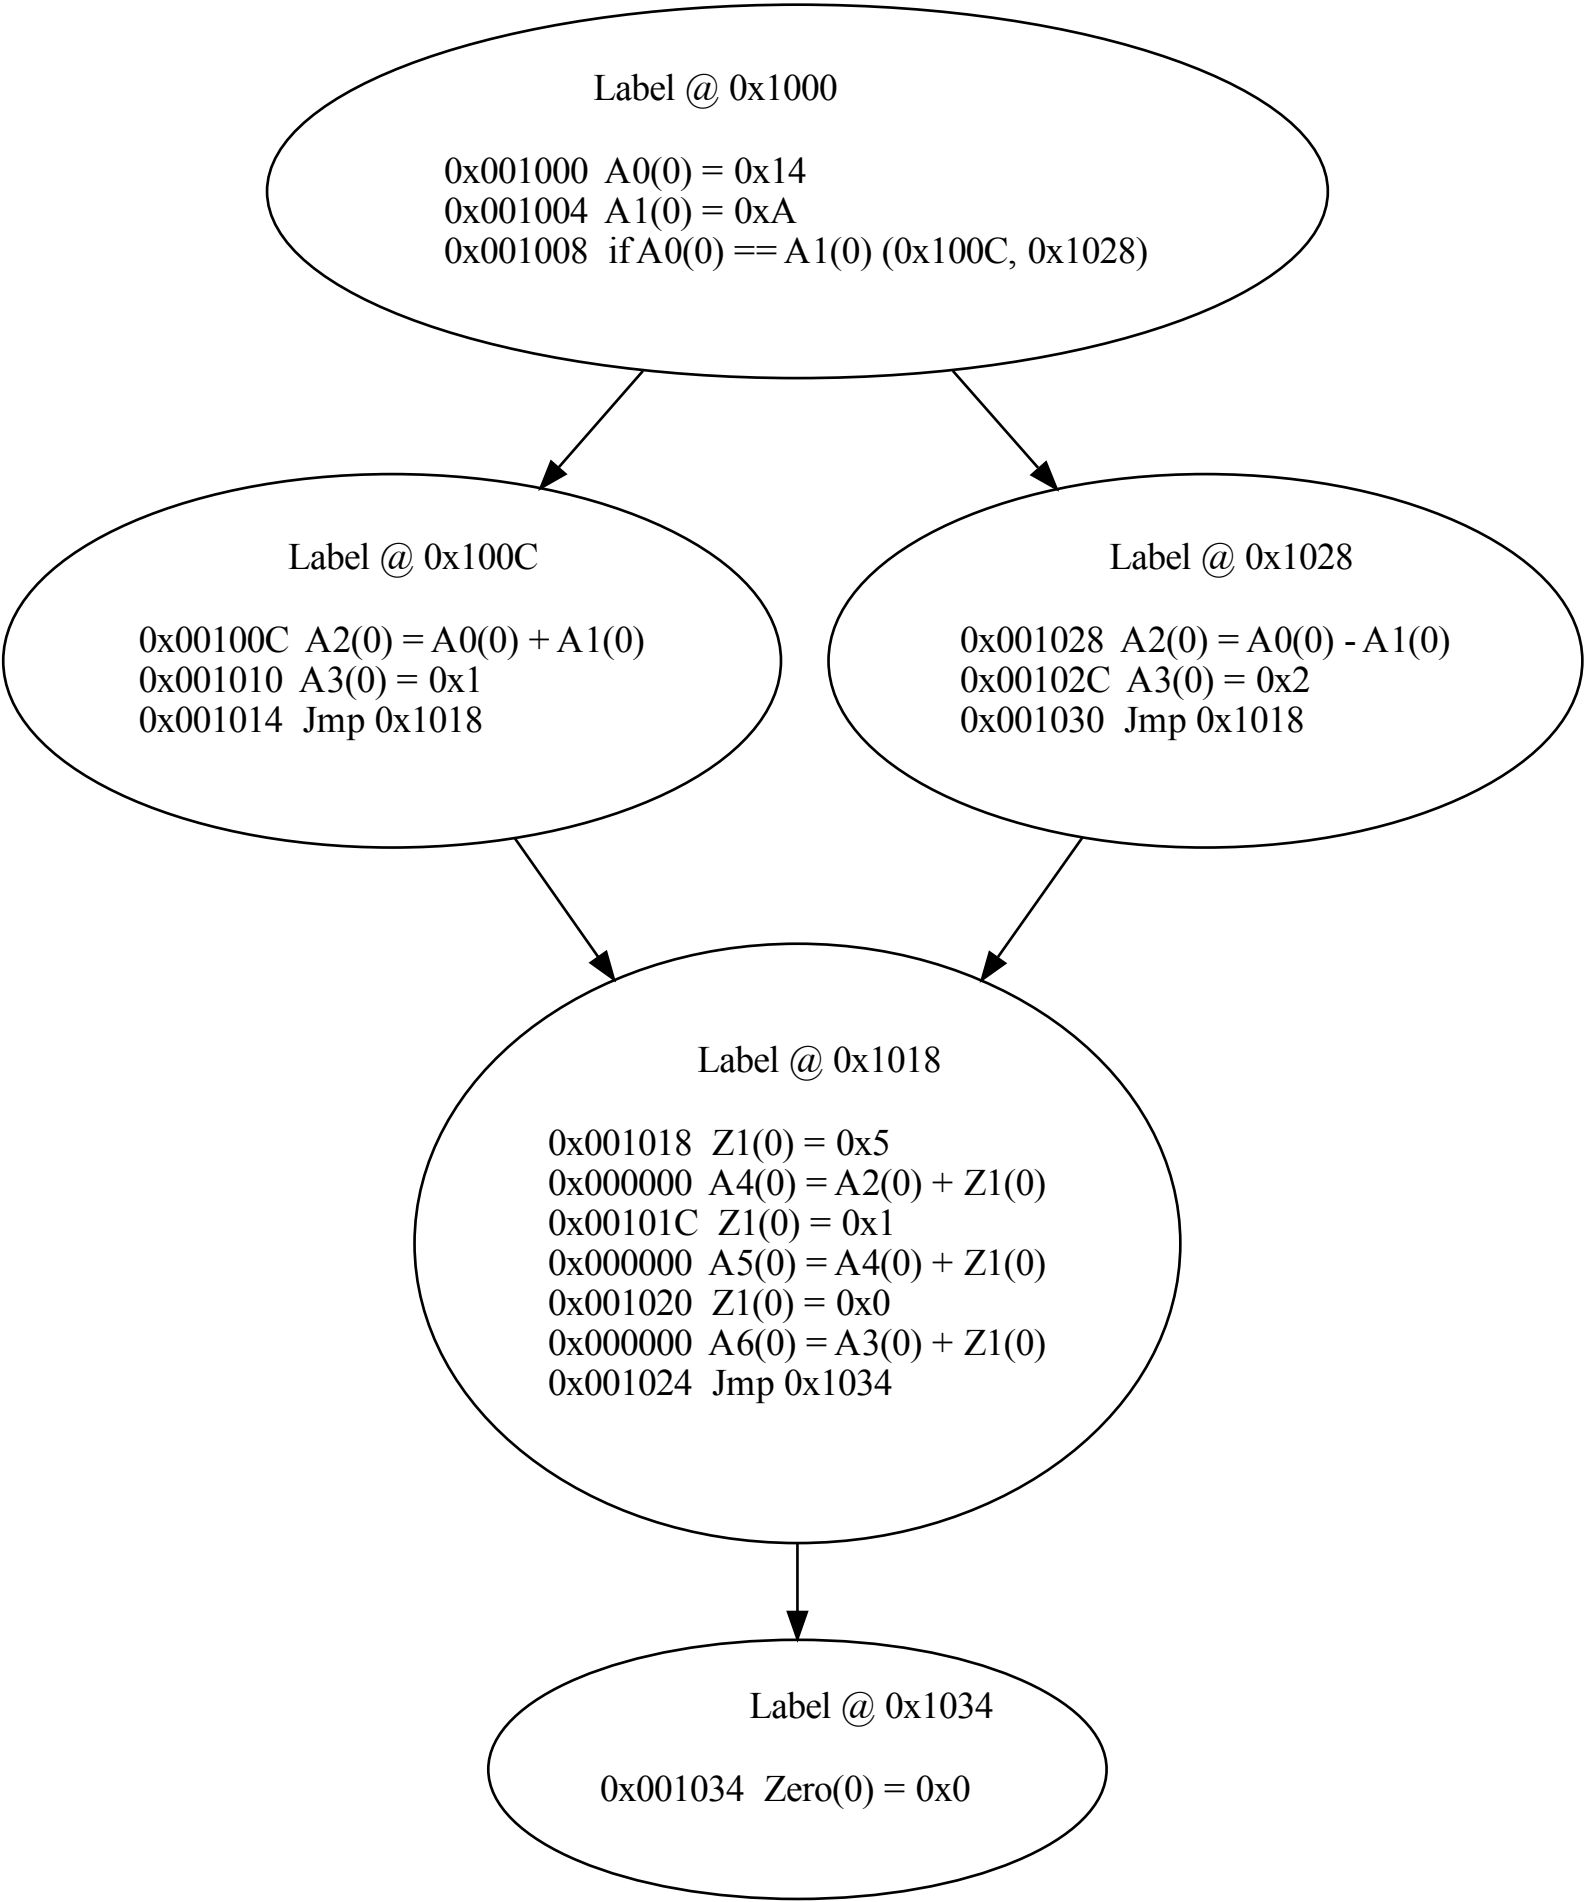 Label @ 0x1000
0x001000 A0(0) = 0x14
0x001004 A1(0) = 0xA
0x001008 if A0(0) == A1(0) (0x100C, 0x1028)
Label @ 0x100C
0x00100C A2(0) = A0(0) + A1(0)
0x001010 A3(0) = 0x1
0x001014 Jmp 0x1018
Label @ 0x1028
0x001028 A2(0) = A0(0) - A1(0)
0x00102C A3(0) = 0x2
0x001030 Jmp 0x1018
Label @ 0x1018
0x001018 Z1(0) = 0x5
0x000000 A4(0) = A2(0) + Z1(0)
0x00101C Z1(0) = 0x1
0x000000 A5(0) = A4(0) + Z1(0)
0x001020 Z1(0) = 0x0
0x000000 A6(0) = A3(0) + Z1(0)
0x001024 Jmp 0x1034
Label @ 0x1034
0x001034 Zero(0) = 0x0